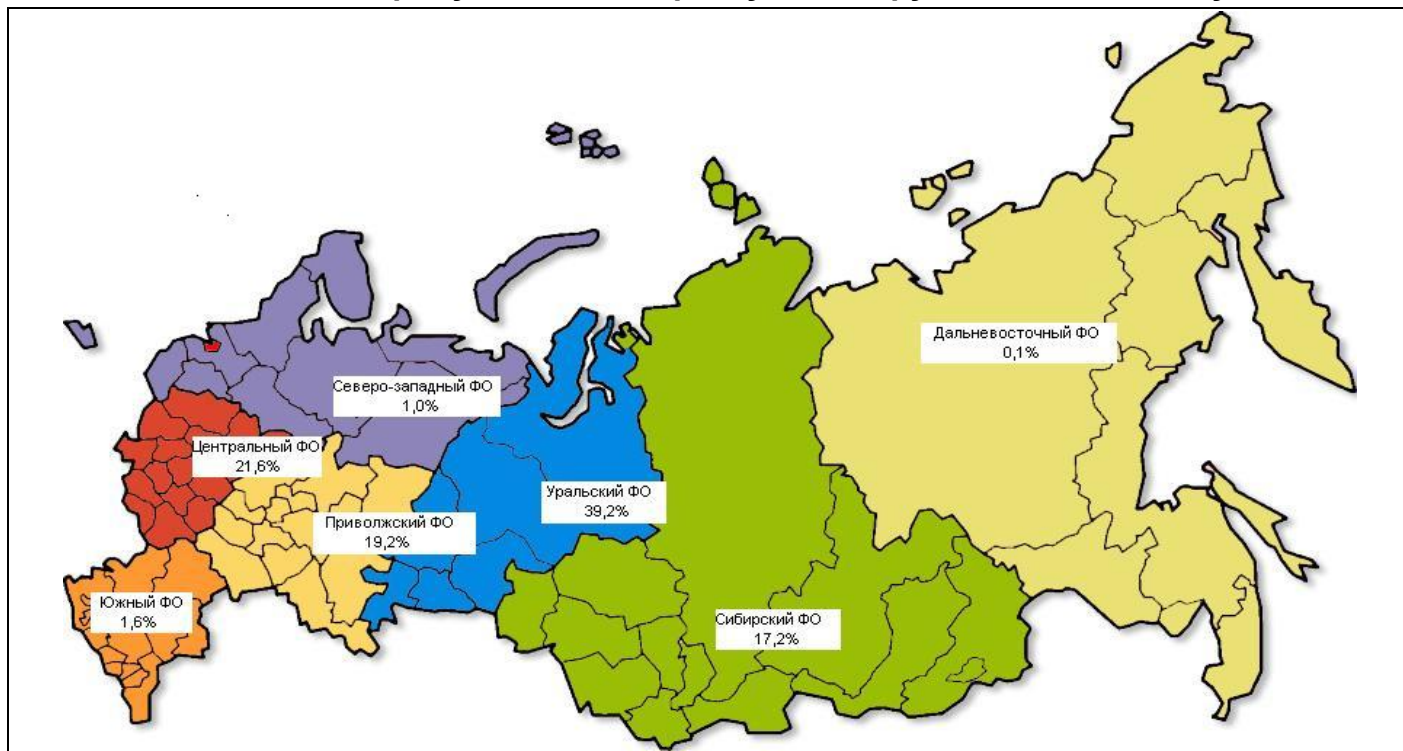 Дальневосточный ФО
0,1%
Северо-западный ФО
1,0%
Центральный ФО
21,6%
Уральский ФО
39,2%
Приволжский ФО
19,2%
Южный ФО
1,6%
Сибирский ФО
17,2%